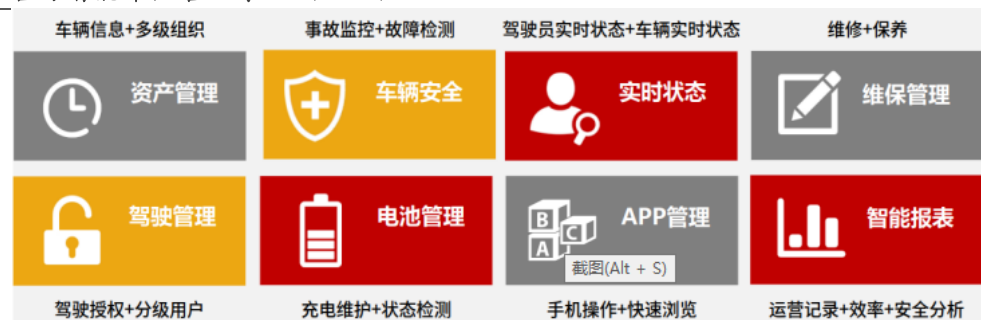 车辆信息+多级组织
事故监控+故障检测
驾驶员实时状态+车辆实时状态
维修+保养
资产管理
车辆安全
实时状态
维保管理
驾驶管理
电池管理
B
A
C
APP管理
智能报表
截图(Alt + S)
驾驶授权+分级用户
充电维护+状态检测
手机操作+快速浏览
运营记录+效率+安全分析